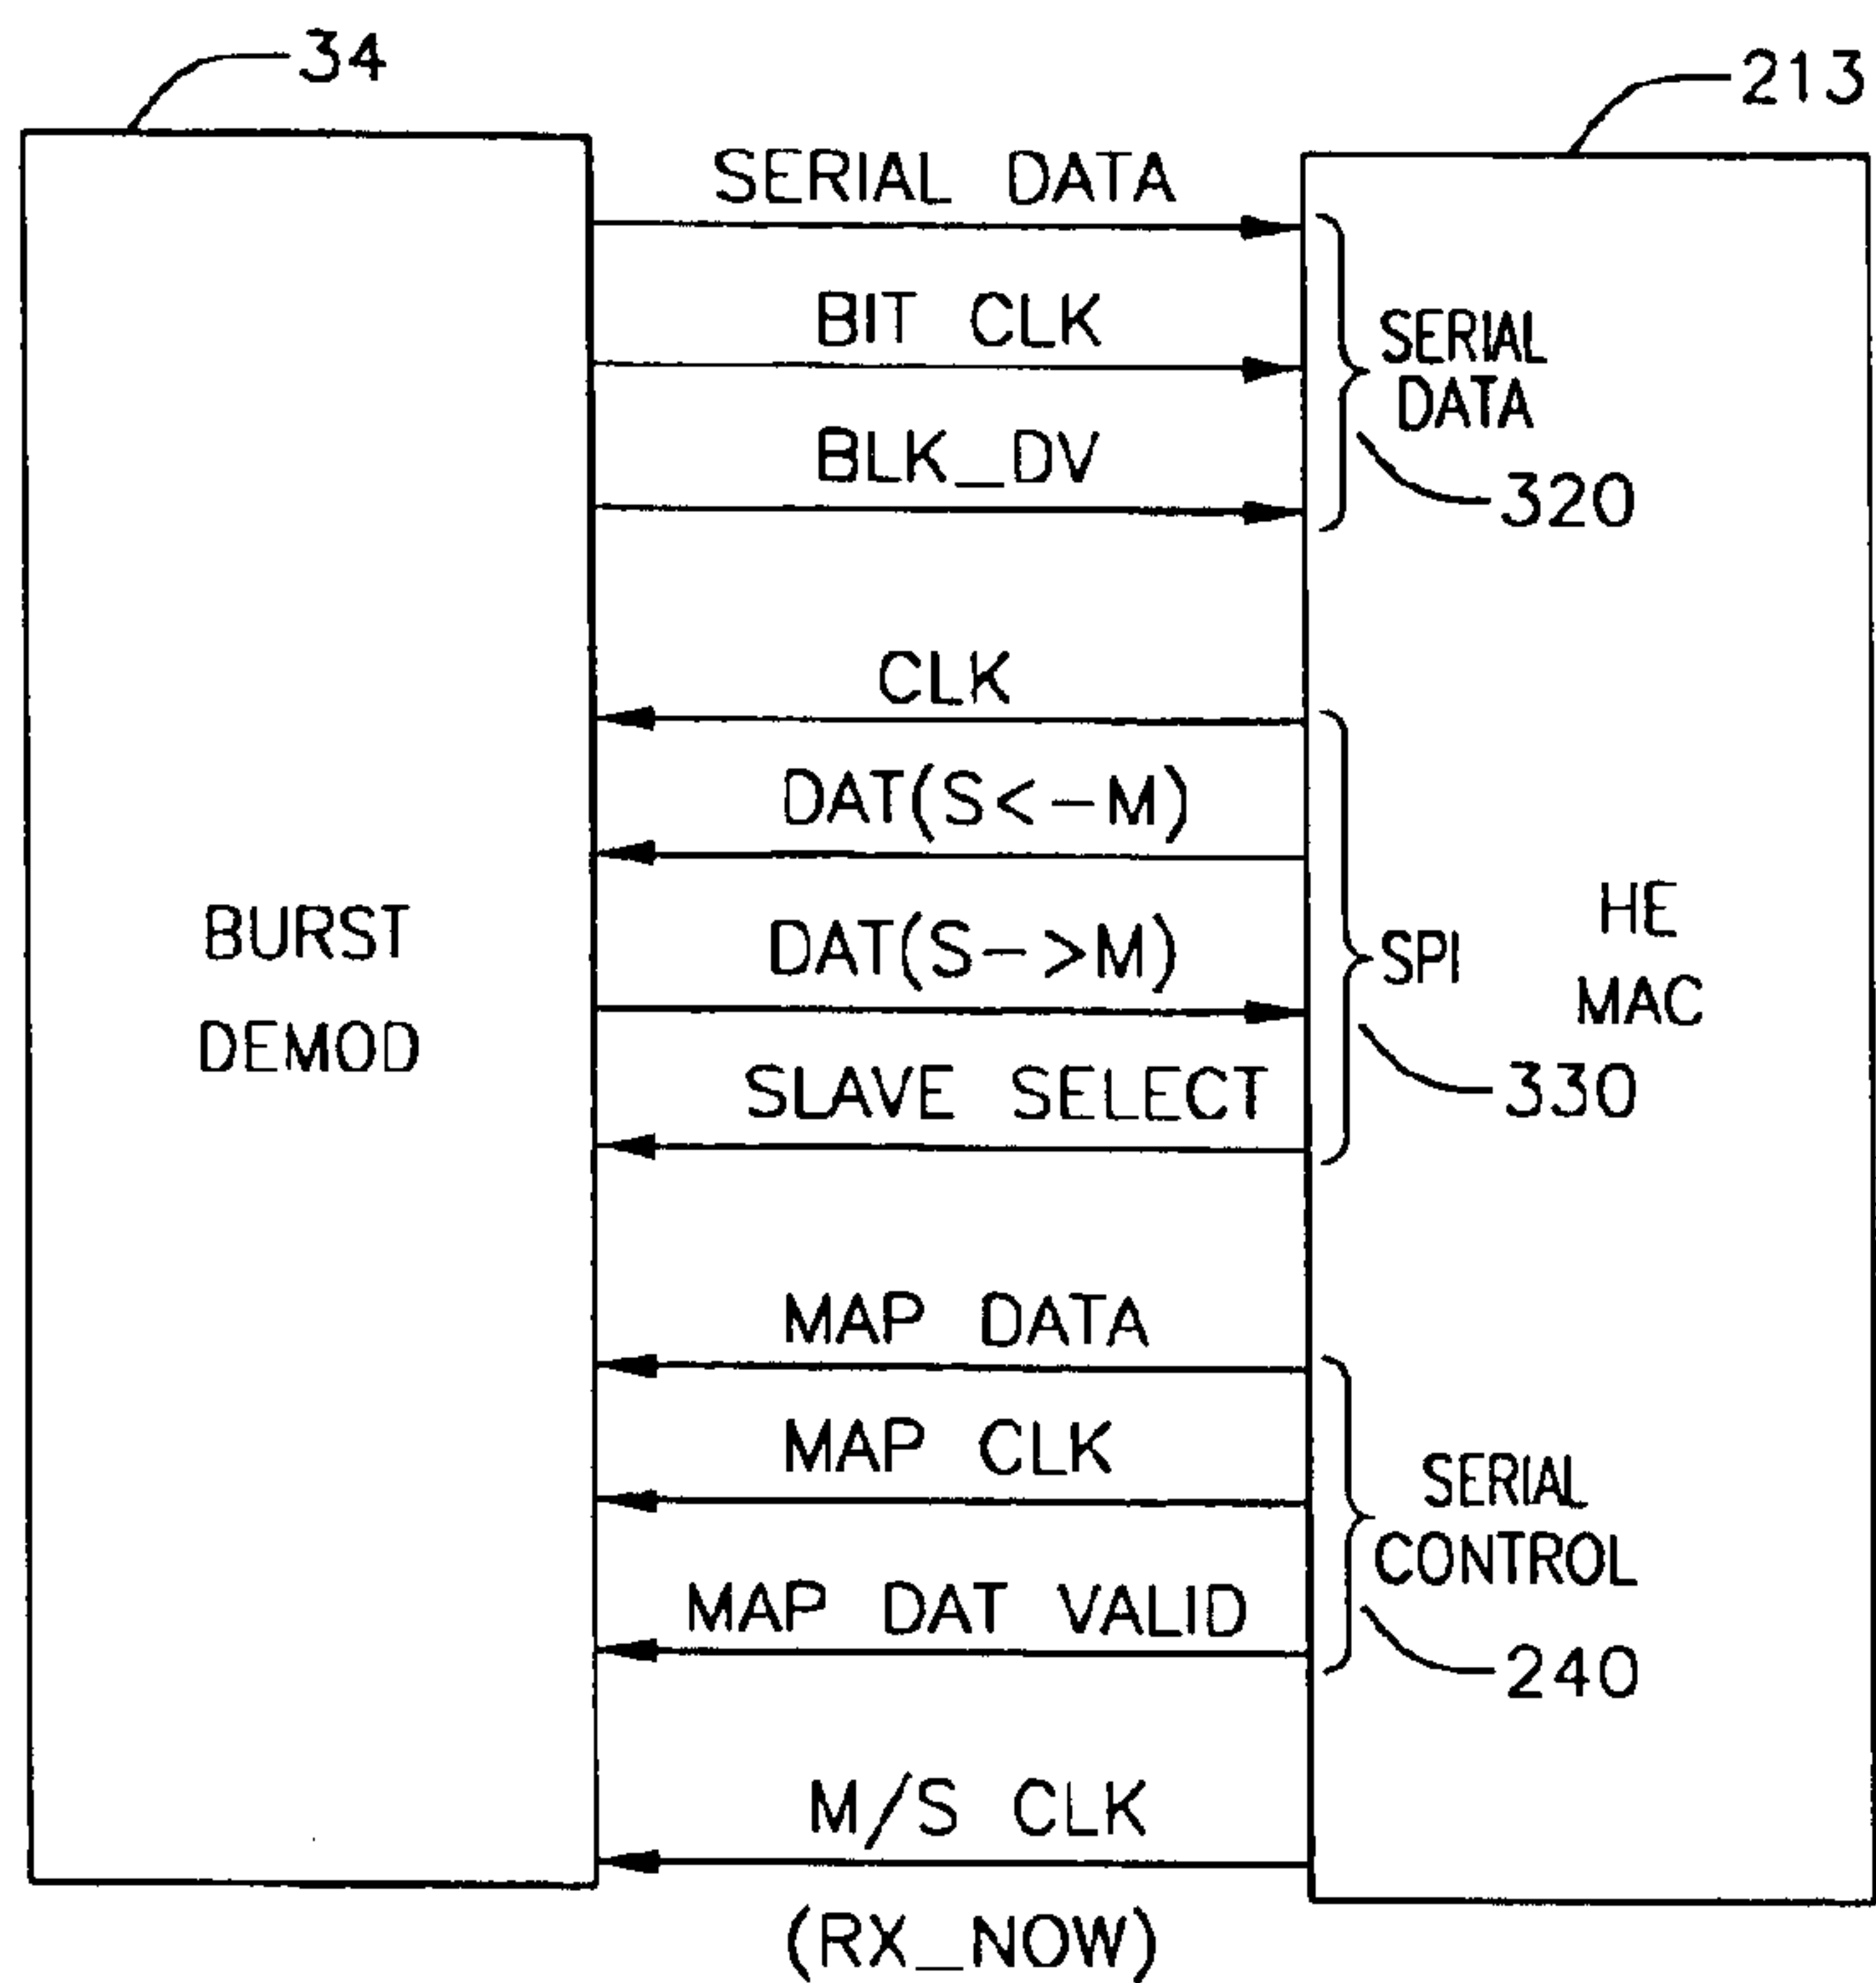 34
213
SERIAL DATA
BIT CLK
SERIAL
DATA
BLK_DV
320
CLK
DAT(S<-M)
BURST
DEMOD
DAT(S->M)
SPI
HE
MAC
330
SLAVE SELECT
MAP DATA
MAP CLK
SERIAL
CONTROL
MAP DAT VALID
240
M/S CLK
(RX_NOW)